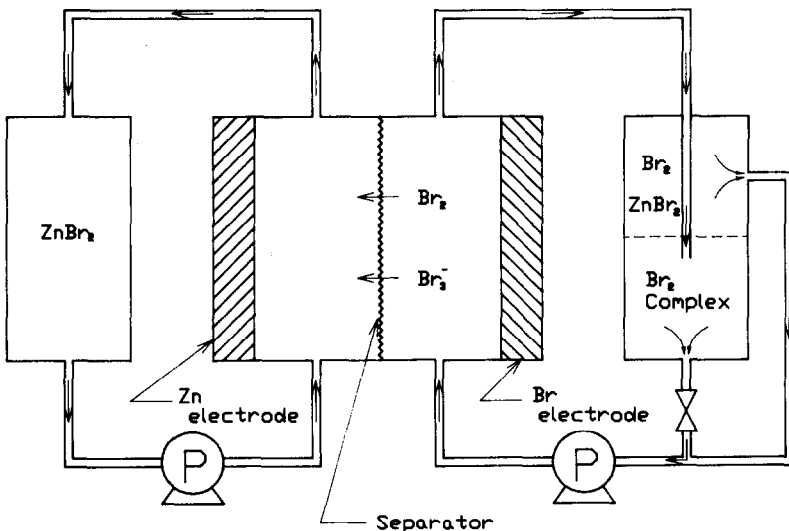 ZnBr₂
Br₂
Br₃⁻
Br₂
ZnBr₂
Br₂
Complex
Zn
electrode
Br
electrode
P
P
Separator